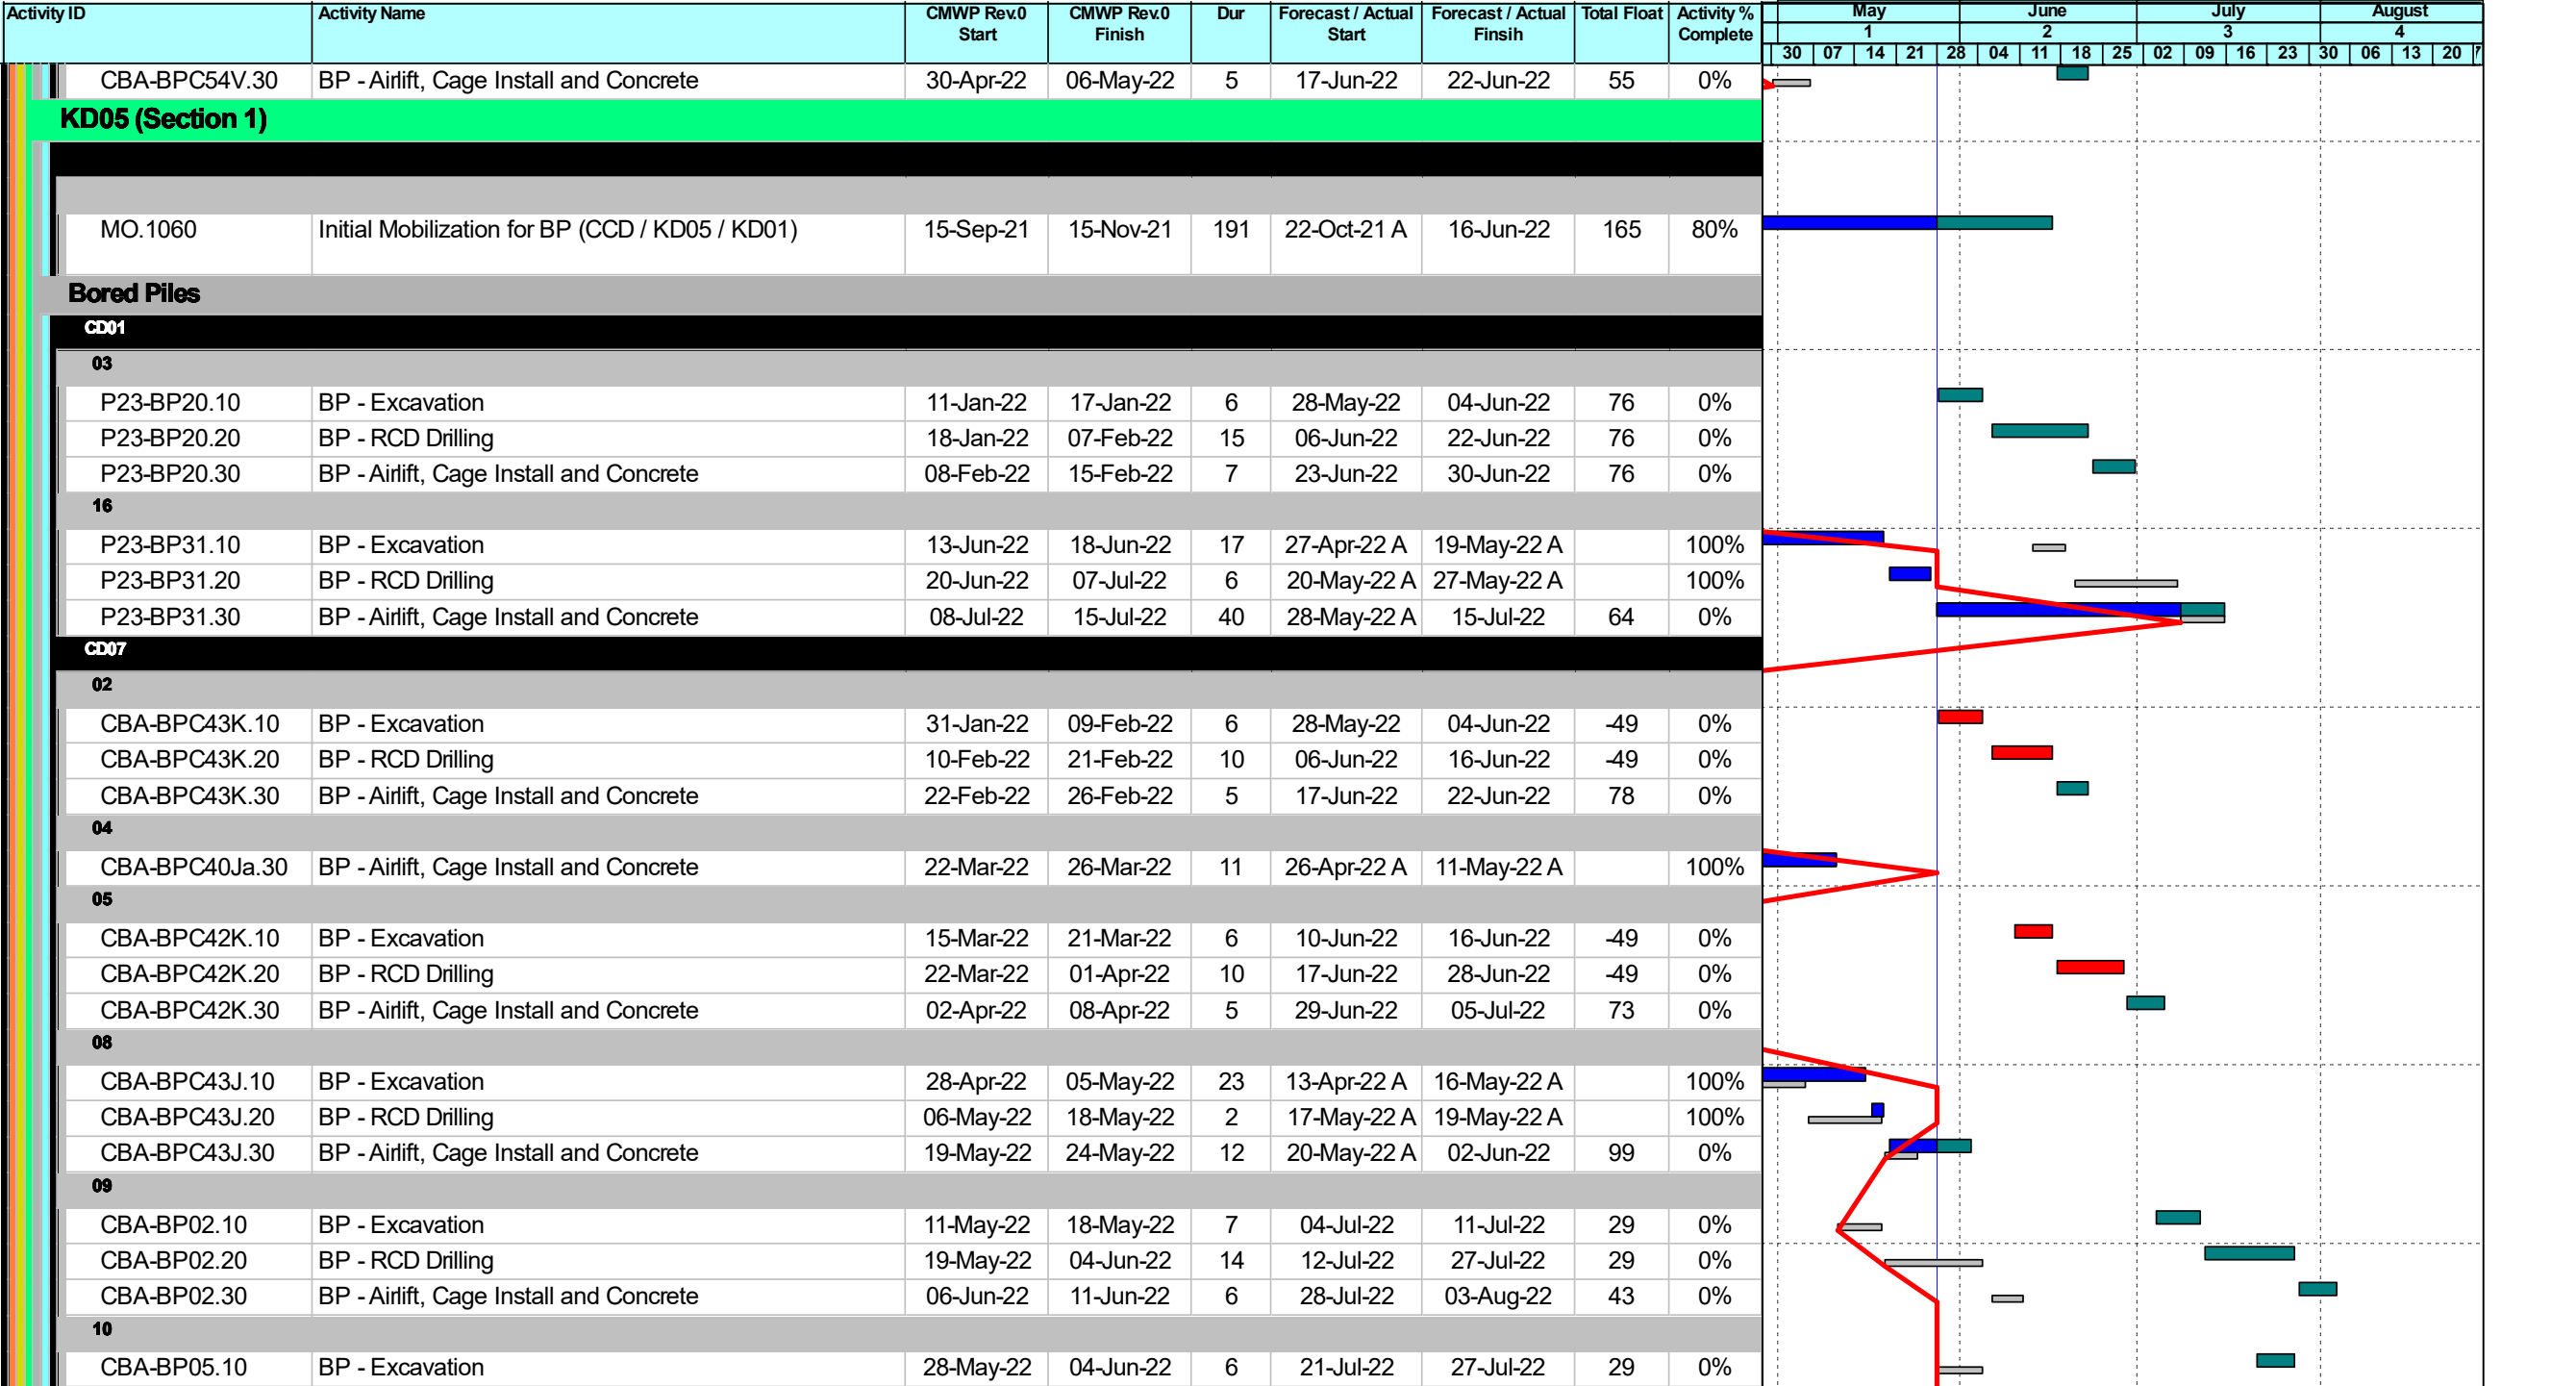 Activity ID Activity Name CMWP Rev.0 Start CMWP Rev.0 Finish Dur Forecast / Actual Start Forecast / Actual Finsih Total Float Activity % Complete May June July August
1 2 3 4
30 07 14 21 28 04 11 18 25 02 09 16 23 30 06 13 20
CBA-BPC54V.30 BP - Airlift, Cage Install and Concrete 30-Apr-22 06-May-22 5 17-Jun-22 22-Jun-22 55 0%
KD05 (Section 1)
MO.1060 Initial Mobilization for BP (CCD / KD05 / KD01) 15-Sep-21 15-Nov-21 191 22-Oct-21 A 16-Jun-22 165 80%
Bored Piles
CD01
03
P23-BP20.10 BP - Excavation 11-Jan-22 17-Jan-22 6 28-May-22 04-Jun-22 76 0%
P23-BP20.20 BP - RCD Drilling 18-Jan-22 07-Feb-22 15 06-Jun-22 22-Jun-22 76 0%
P23-BP20.30 BP - Airlift, Cage Install and Concrete 08-Feb-22 15-Feb-22 7 23-Jun-22 30-Jun-22 76 0%
16
P23-BP31.10 BP - Excavation 13-Jun-22 18-Jun-22 17 27-Apr-22 A 19-May-22 A 100%
P23-BP31.20 BP - RCD Drilling 20-Jun-22 07-Jul-22 6 20-May-22 A 27-May-22 A 100%
P23-BP31.30 BP - Airlift, Cage Install and Concrete 08-Jul-22 15-Jul-22 40 28-May-22 A 15-Jul-22 64 0%
CD07
02
CBA-BPC43K.10 BP - Excavation 31-Jan-22 09-Feb-22 6 28-May-22 04-Jun-22 -49 0%
CBA-BPC43K.20 BP - RCD Drilling 10-Feb-22 21-Feb-22 10 06-Jun-22 16-Jun-22 -49 0%
CBA-BPC43K.30 BP - Airlift, Cage Install and Concrete 22-Feb-22 26-Feb-22 5 17-Jun-22 22-Jun-22 78 0%
04
CBA-BPC40Ja.30 BP - Airlift, Cage Install and Concrete 22-Mar-22 26-Mar-22 11 26-Apr-22 A 11-May-22 A 100%
05
CBA-BPC42K.10 BP - Excavation 15-Mar-22 21-Mar-22 6 10-Jun-22 16-Jun-22 -49 0%
CBA-BPC42K.20 BP - RCD Drilling 22-Mar-22 01-Apr-22 10 17-Jun-22 28-Jun-22 -49 0%
CBA-BPC42K.30 BP - Airlift, Cage Install and Concrete 02-Apr-22 08-Apr-22 5 29-Jun-22 05-Jul-22 73 0%
08
CBA-BPC43J.10 BP - Excavation 28-Apr-22 05-May-22 23 13-Apr-22 A 16-May-22 A 100%
CBA-BPC43J.20 BP - RCD Drilling 06-May-22 18-May-22 2 17-May-22 A 19-May-22 A 100%
CBA-BPC43J.30 BP - Airlift, Cage Install and Concrete 19-May-22 24-May-22 12 20-May-22 A 02-Jun-22 99 0%
09
CBA-BP02.10 BP - Excavation 11-May-22 18-May-22 7 04-Jul-22 11-Jul-22 29 0%
CBA-BP02.20 BP - RCD Drilling 19-May-22 04-Jun-22 14 12-Jul-22 27-Jul-22 29 0%
CBA-BP02.30 BP - Airlift, Cage Install and Concrete 06-Jun-22 11-Jun-22 6 28-Jul-22 03-Aug-22 43 0%
10
CBA-BP05.10 BP - Excavation 28-May-22 04-Jun-22 6 21-Jul-22 27-Jul-22 29 0%